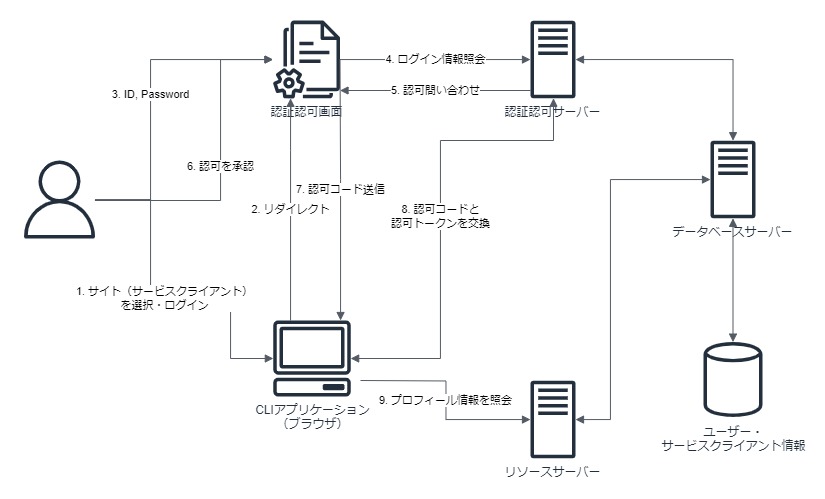 4. ログイン情報照会
3. ID, Password
5. 認可問い合わせ
認証認可画面
認証認可サーバー
6. 認可を承認
7. 認可コード送信
2. リダイレクト
8. 認可コードと
認可トークンを交換
データベースサーバー
1. サイト（サービスクライアント）
を選択・ログイン
9. プロフィール情報を照会
CLIアプリケーション
（ブラウザ）
ユーザー・
サービスクライアント情報
リソースサーバー